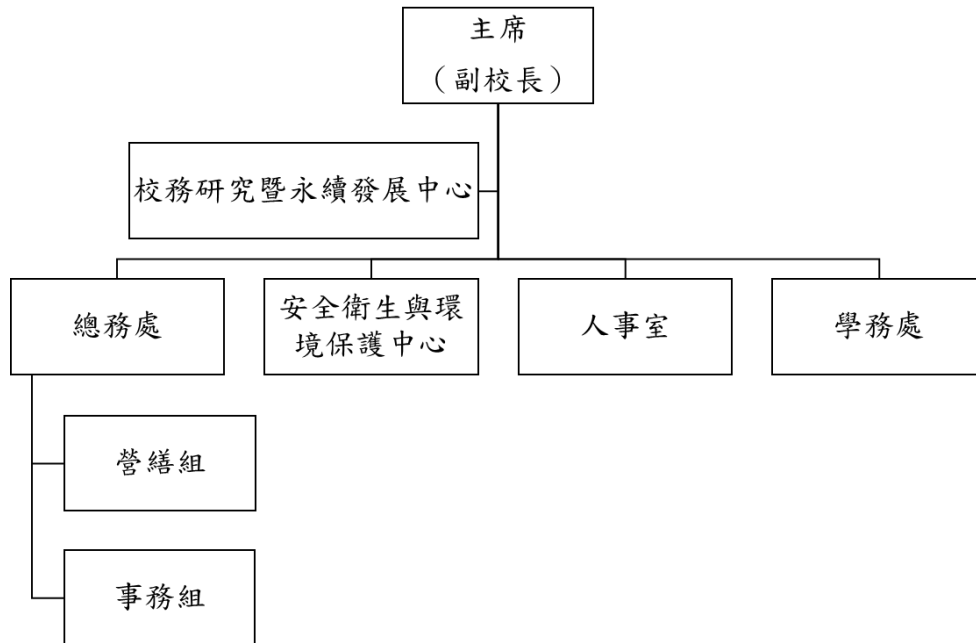 主席
（副校長）
校務研究暨永續發展中心
總務處
安全衛生與環
境保護中心
人事室
學務處
營繕組
事務組